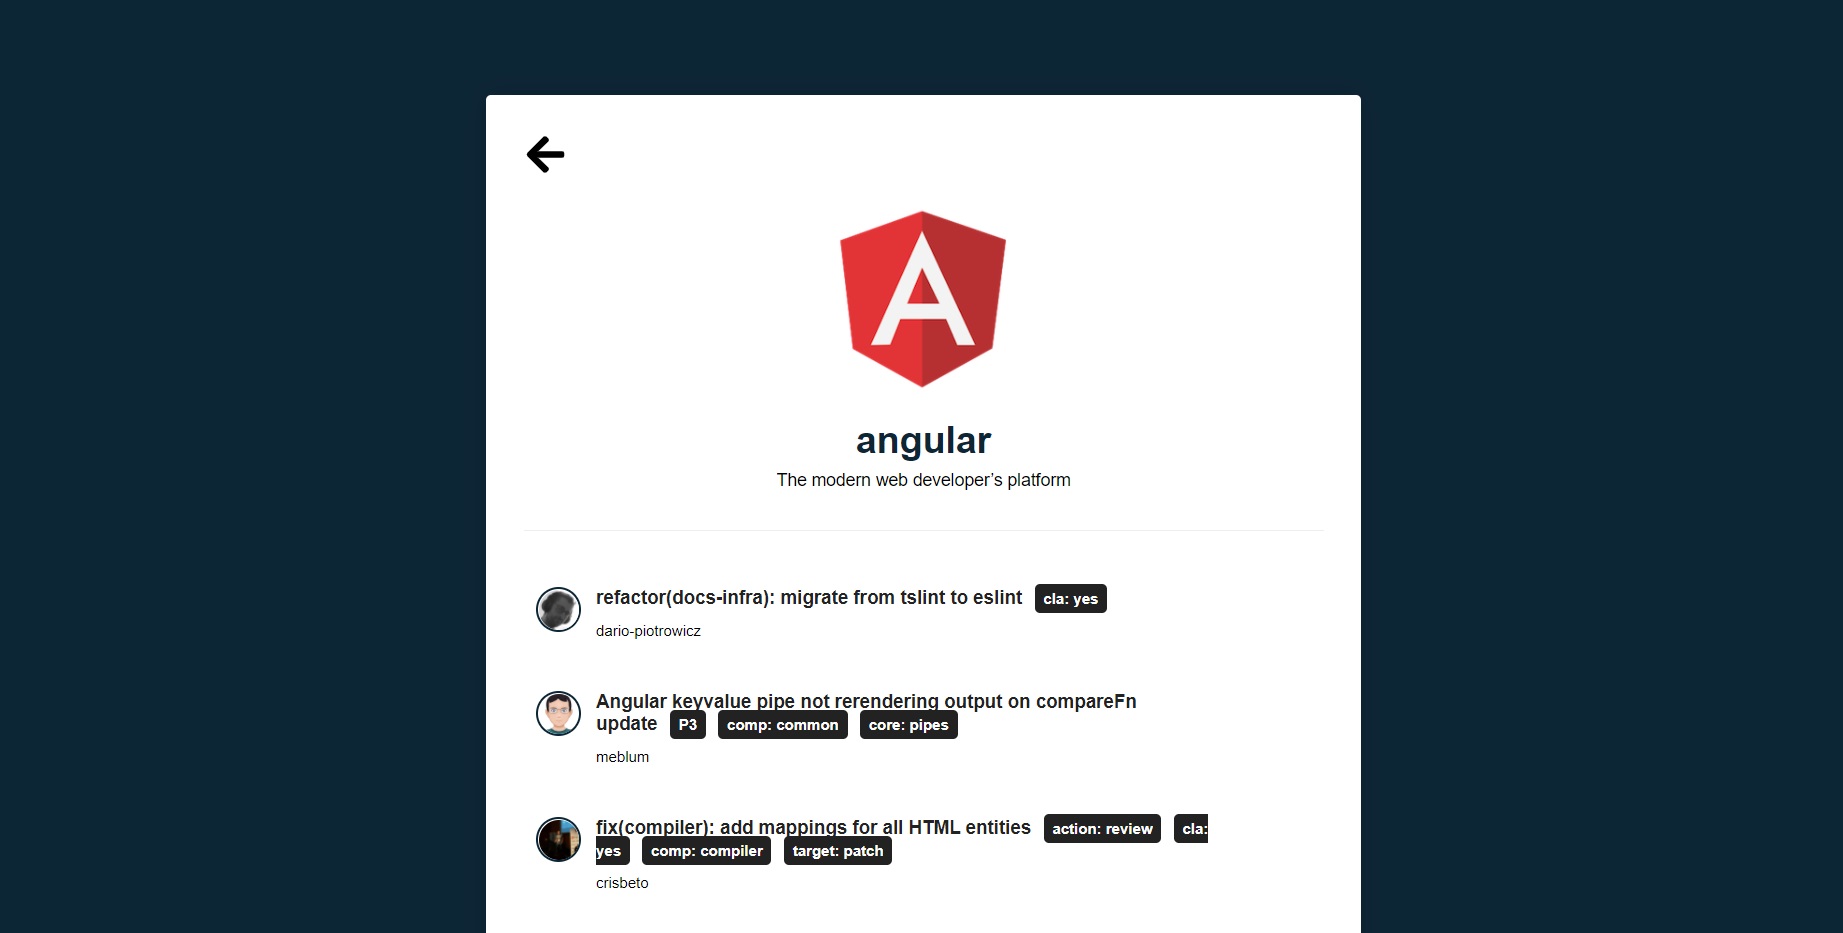 A
angular
The modern web developer’s platform
refactor(docs-infra): migrate from tslint to eslint cla: yes
dario-piotrowicz
Angular keyvalue pipe not rerendering output on compareFn
update P3 comp: common core: pipes
meblum
fix(compiler): add mappings for all HTML entities action: review cla:
yes comp: compiler target: patch
crisbeto